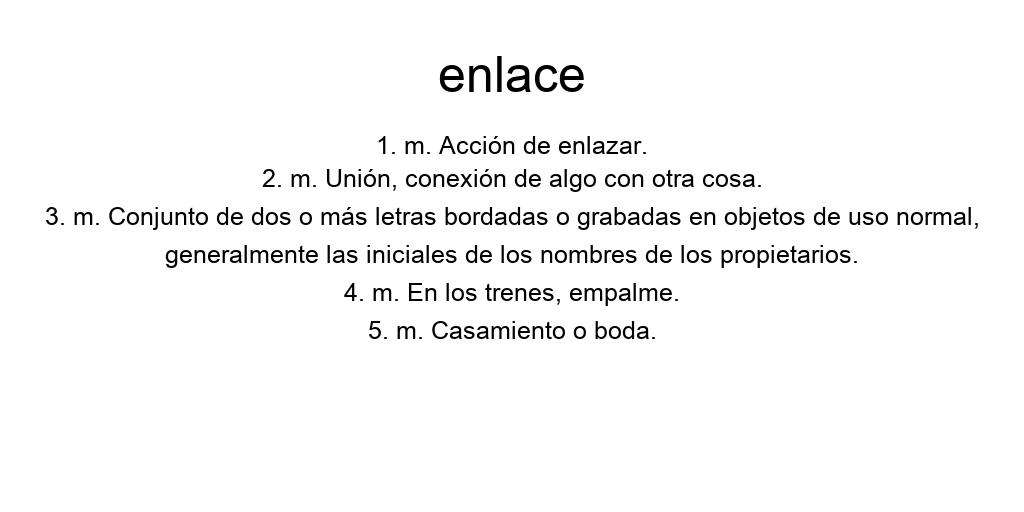 enlace
1. m. Acción de enlazar.
2. m. Unión, conexión de algo con otra cosa.
3. m. Conjunto de dos o más letras bordadas o grabadas en objetos de uso normal,
generalmente las iniciales de los nombres de los propietarios.
4. m. En los trenes, empalme.
5. m. Casamiento o boda.